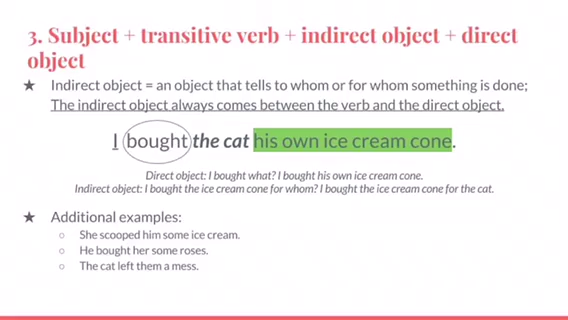 3. Subject + transitive verb + indirect object + direct
object
★ Indirect object = an object that tells to whom or for whom something is done;
The indirect object always comes between the verb and the direct object.
I bought the cat his own ice cream cone.
Direct object: I bought what? I bought his own ice cream cone.
Indirect object: I bought the ice cream cone for whom? I bought the ice cream cone for the cat.
★ Additional examples:
○ She scooped him some ice cream.
○ He bought her some roses.
○ The cat left them a mess.